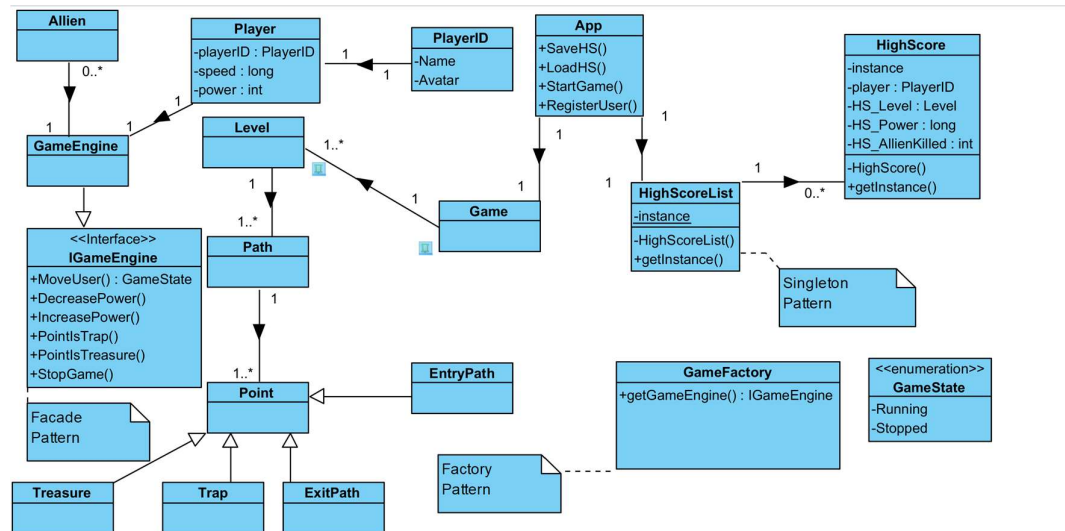 Allien
0..*
1
GameEngine
Player
-playerID : PlayerID
-speed : long
-power : int
1
1
PlayerID
-Name
-Avatar
1
1
App
+SaveHS()
+LoadHS()
+StartGame()
+RegisterUser()
1
1
1
1
HighScore
-instance
-player : PlayerID
-HS_Level : Level
-HS_Power : long
-HS_AllienKilled : int
-HighScore()
+getInstance()
1
0..*
HighScoreList
-instance
-HighScoreList()
+getInstance()
Singleton
Pattern
Level
1..*
1
Game
1
1..*
Path
1
1..*
<<Interface>>
IGameEngine
+MoveUser() : GameState
+DecreasePower()
+IncreasePower()
+PointIsTrap()
+PointIsTreasure()
+StopGame()
Facade
Pattern
Point
EntryPath
Treasure
Trap
ExitPath
GameFactory
+getGameEngine() : IGameEngine
Factory
Pattern
<<enumeration>>
GameState
-Running
-Stopped